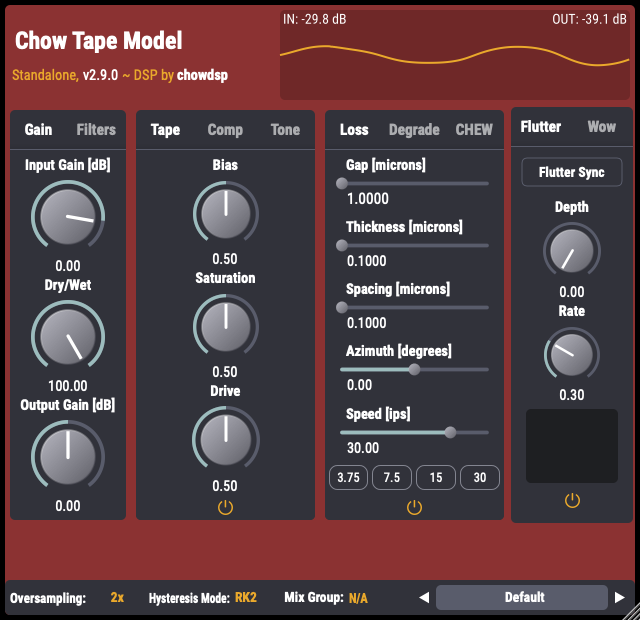 IN: -29.8 dB
OUT: -39.1 dB
Chow Tape Model
Standalone, v2.9.0 ~ DSP by chowdsp
Gain Filters
Input Gain [dB]
0.00
Dry/Wet
100.00
Output Gain [dB]
0.00
Tape Comp Tone
Bias
0.50
Saturation
0.50
Drive
0.50
Loss Degrade CHEW
Gap [microns]
1.0000
Thickness [microns]
0.1000
Spacing [microns]
0.1000
Azimuth [degrees]
0.00
Speed [ips]
30.00
3.75 7.5 15 30
Flutter Wow
Flutter Sync
Depth
0.00
Rate
0.30
Oversampling: 2x Hysteresis Mode: RK2 Mix Group: N/A Default